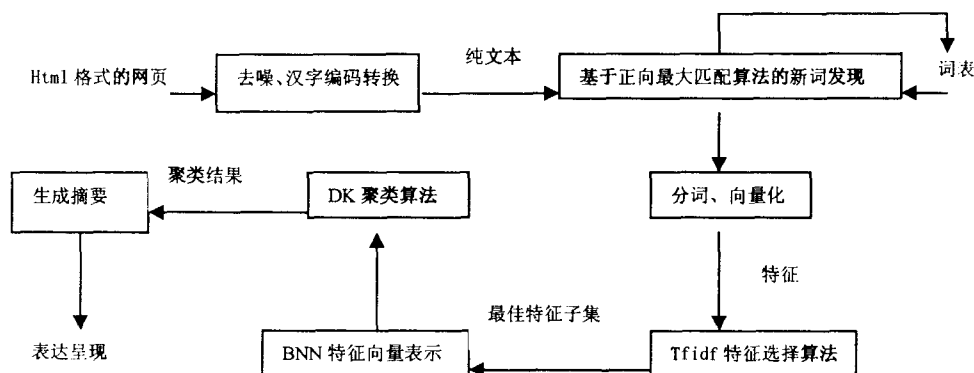 纯文本
Html 格式的网页
去噪、汉字编码转换
基于正向最大匹配算法的新词发现
词表
聚类结果
生成摘要
DK 聚类算法
分词、向量化
特征
最佳特征子集
表达呈现
BNN 特征向量表示
Tfidf 特征选择算法